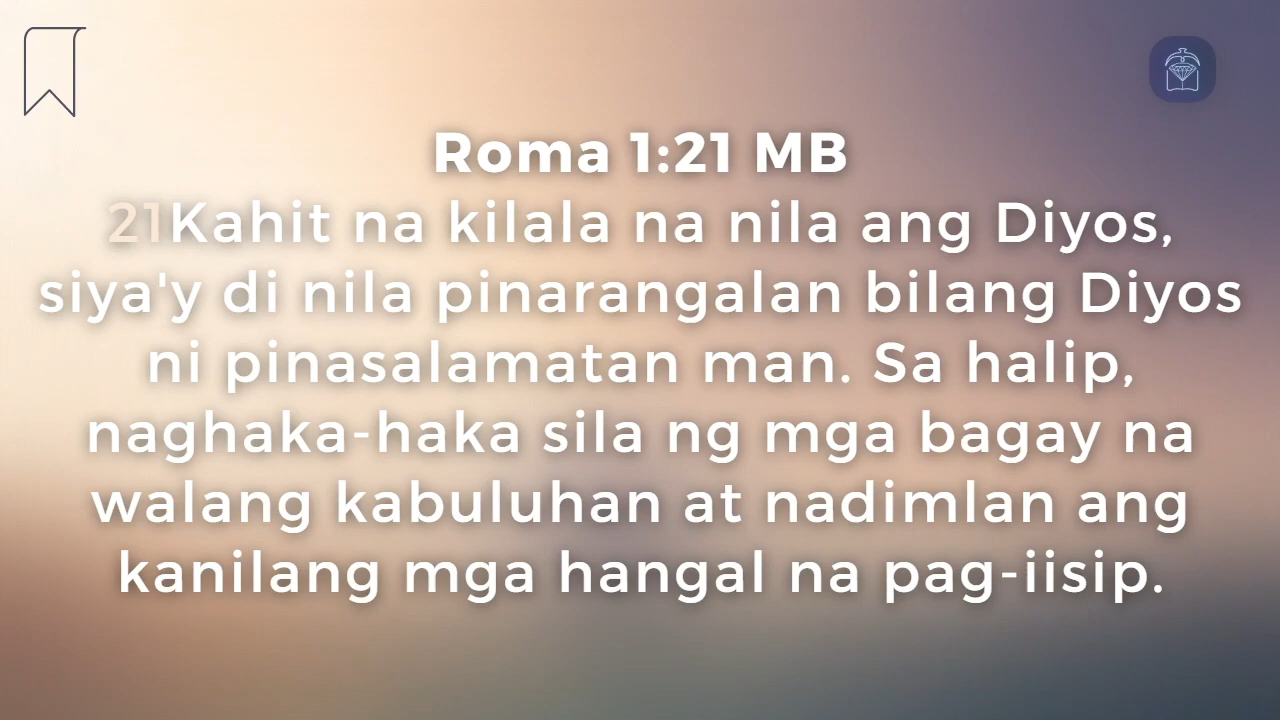 Roma 1:21 MB
21Kahit na kilala na nila ang Diyos,
siya'y di nila pinarangalan bilang Diyos
ni pinasalamatan man. Sa halip,
naghaka-haka sila ng mga bagay na
walang kabuluhan at nadimlan ang
kanilang mga hangal na pag-iisip.